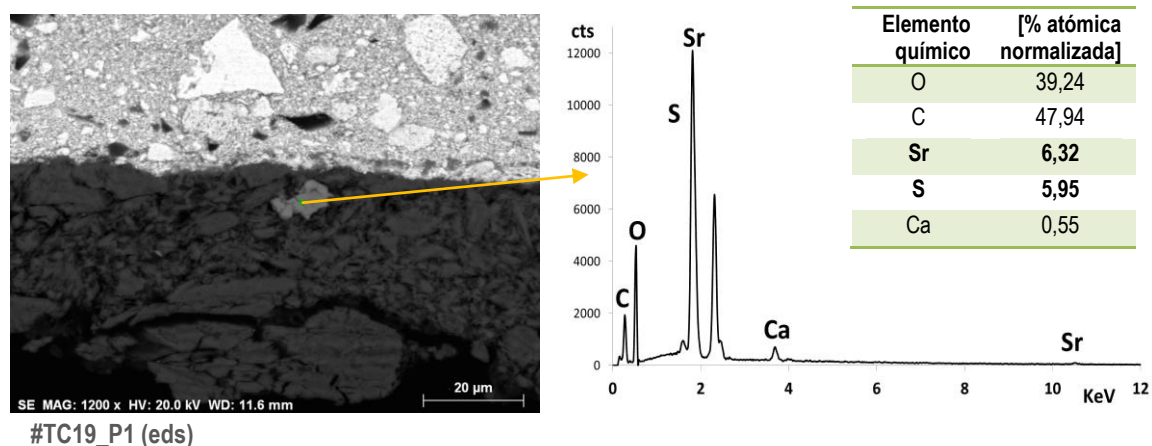 SE MAG: 1200 x HV: 20.0 kV WD: 11.6 mm
20 µm
#TC19_P1 (eds)
cts
12000
10000
8000
6000
4000
2000
0
Sr
S
O
C
Ca
Sr
0 2 4 6 8 10 12
KeV
Elemento químico [% atómica normalizada]
O 39,24
C 47,94
Sr 6,32
S 5,95
Ca 0,55